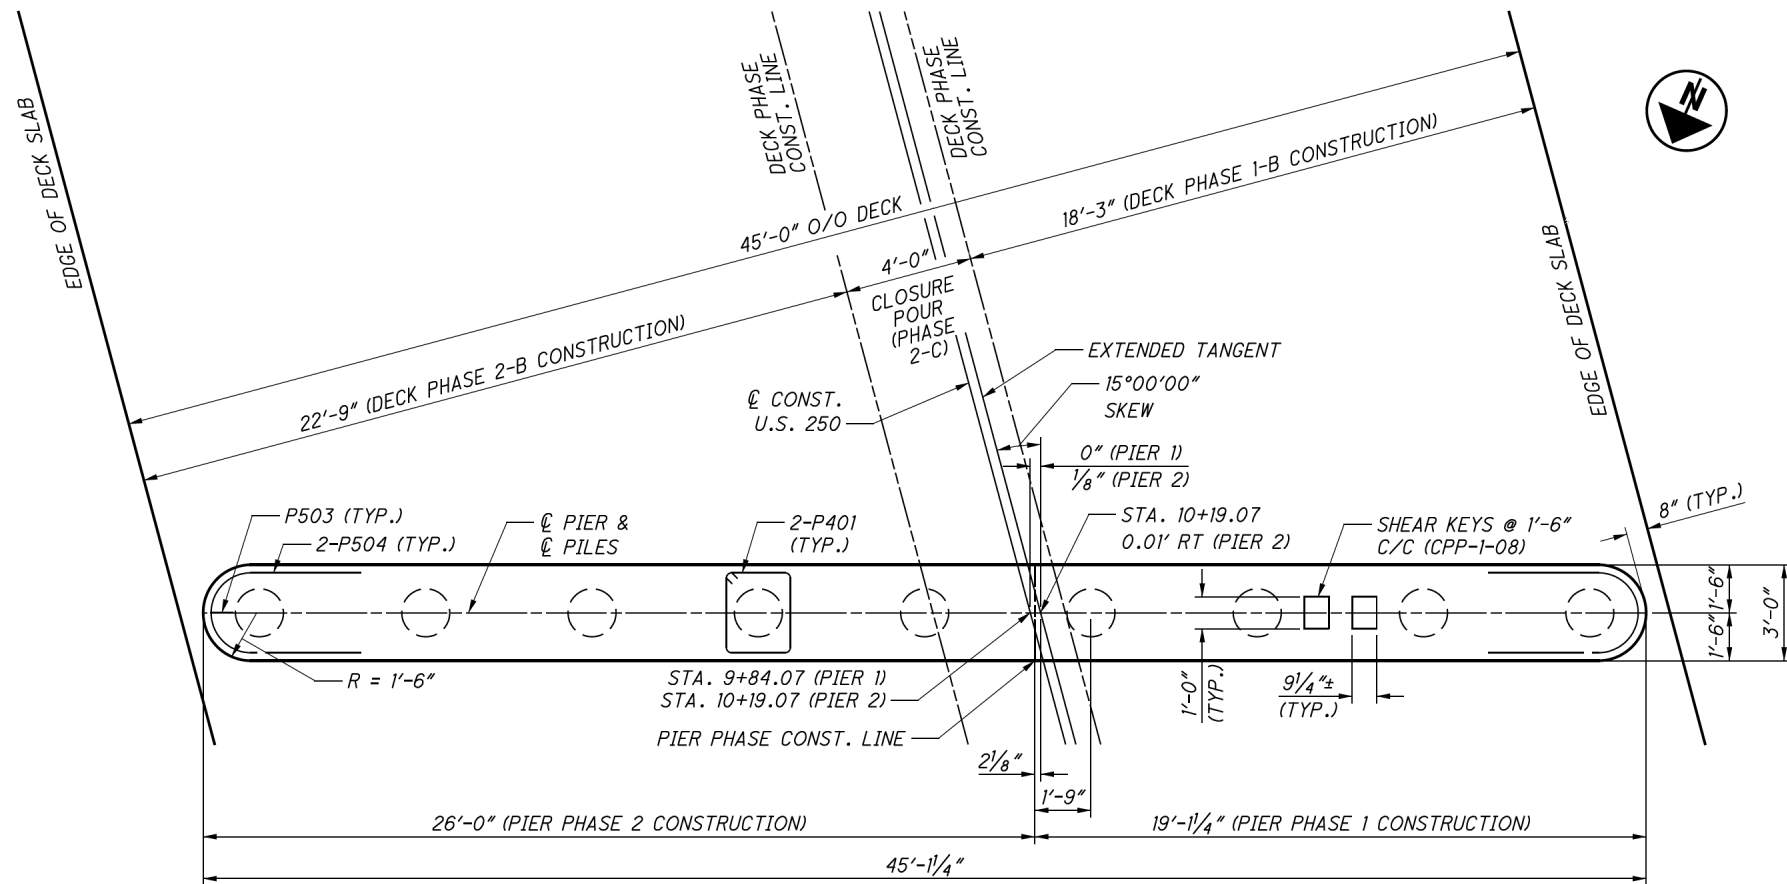 EDGE OF DECK SLAB
DECK PHASE
CONST. LINE
DECK PHASE
CONST. LINE
N
45'-0" O/O DECK
18'-3" (DECK PHASE 1-B CONSTRUCTION)
4'-0"
CLOSURE
POUR
(PHASE
2-C)
22'-9" (DECK PHASE 2-B CONSTRUCTION)
EDGE OF DECK SLAB
EXTENDED TANGENT
15°00'00"
SKEW
℄ CONST.
U.S. 250
0" (PIER 1)
1/8" (PIER 2)
P503 (TYP.)
2-P504 (TYP.)
℄ PIER &
℄ PILES
2-P401
(TYP.)
STA. 10+19.07
0.01' RT (PIER 2)
SHEAR KEYS @ 1'-6"
C/C (CPP-1-08)
8" (TYP.)
1'-6"
1'-6"
3'-0"
R = 1'-6"
STA. 9+84.07 (PIER 1)
STA. 10+19.07 (PIER 2)
PIER PHASE CONST. LINE
1'-0"
(TYP.)
9 1/4"±
(TYP.)
2 1/8"
1'-9"
26'-0" (PIER PHASE 2 CONSTRUCTION)
19'-1 1/4" (PIER PHASE 1 CONSTRUCTION)
45'-1 1/4"